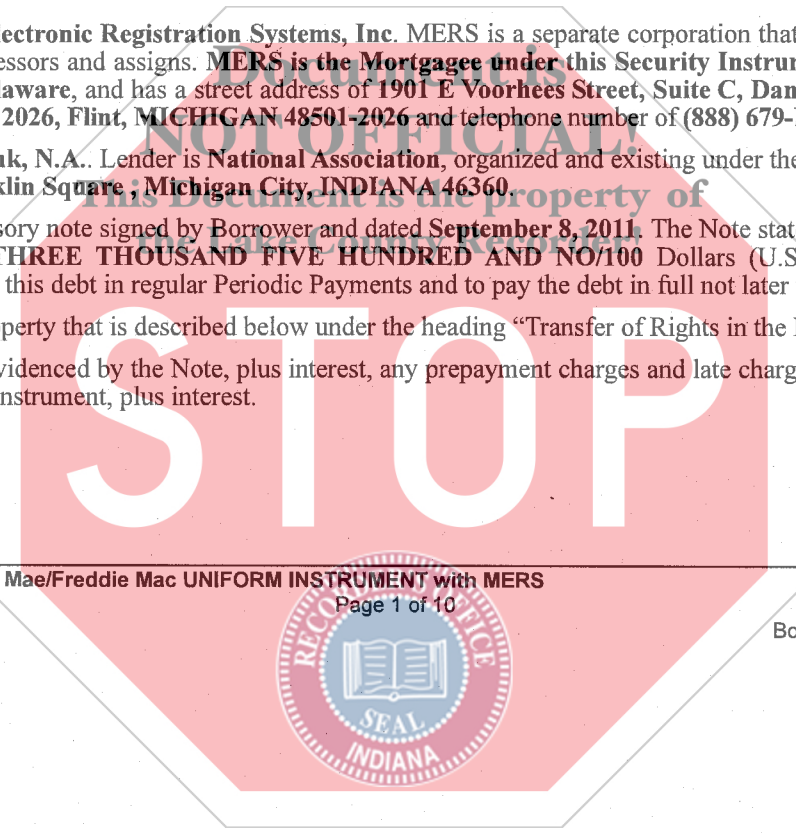 lectronic Registration Systems, Inc. MERS is a separate corporation that
essors and assigns. MERS is the Mortgagee under this Security Instru
laware, and has a street address of 1901 E Voorhees Street, Suite C, Dan
2026, Flint, MICHIGAN 48501-2026 and telephone number of (888) 679-
nk, N.A.. Lender is National Association, organized and existing under the
klin Square , Michigan City, INDIANA 46360.
sory note signed by Borrower and dated September 8, 2011. The Note stat
THREE THOUSAND FIVE HUNDRED AND NO/100 Dollars (U.S
this debt in regular Periodic Payments and to pay the debt in full not later
operty that is described below under the heading “Transfer of Rights in the
videnced by the Note, plus interest, any prepayment charges and late charg
nstrument, plus interest.
Document is
NOT OFFICIAL!
This Document is the property of
the Lake County Recorder!
STOP
Mae/Freddie Mac UNIFORM INSTRUMENT with MERS
Page 1 of 10
Bo
RECORDER'S OFFICE
SEAL
INDIANA